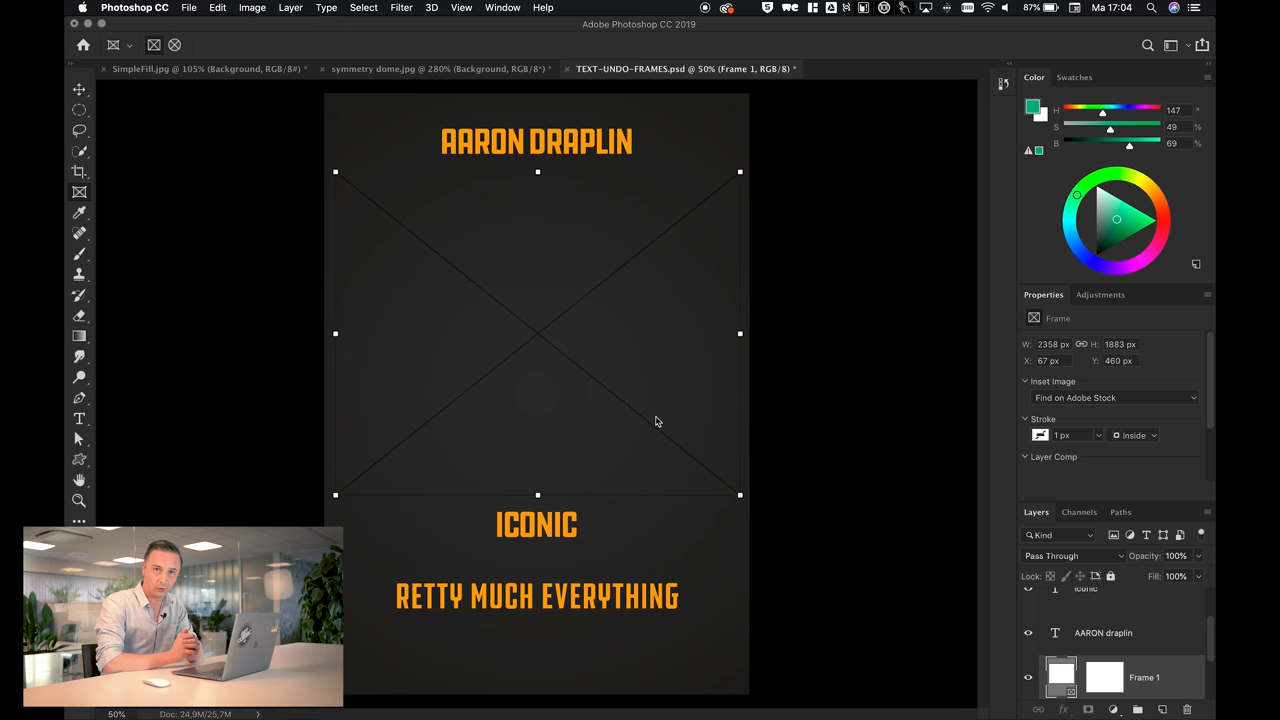 Photoshop CC File Edit Image Layer Type Select Filter 3D View Window Help 87% Ma 17:04
Adobe Photoshop CC 2019
SimpleFill.jpg @ 105% (Background, RGB/8#) * symmetry dome.jpg @ 280% (Background, RGB/8*) * TEXT-UNDO-FRAMES.psd @ 50% (Frame 1, RGB/8) *
Color Swatches
H 147 °
S 49 %
B 69 %
AARON DRAPLIN
ICONIC
RETTY MUCH EVERYTHING
Properties Adjustments
Frame
W: 2358 px H: 1883 px
X: 67 px Y: 460 px
Inset Image
Find on Adobe Stock
Stroke
1 px Inside
Layer Comp
Layers Channels Paths
Kind
Pass Through Opacity: 100%
Lock: Fill: 100%
iconic
AARON draplin
Frame 1
50% Doc: 24,9M/25,7M